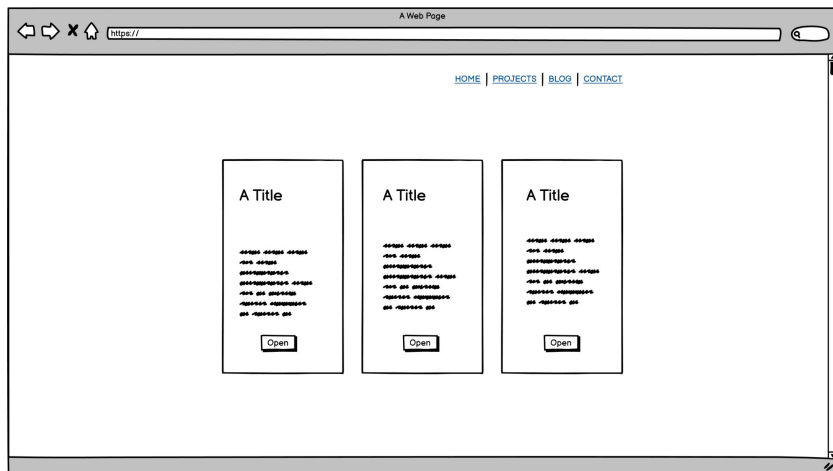 A Web Page
https://
HOME | PROJECTS | BLOG | CONTACT
A Title
A Title
A Title
Open
Open
Open